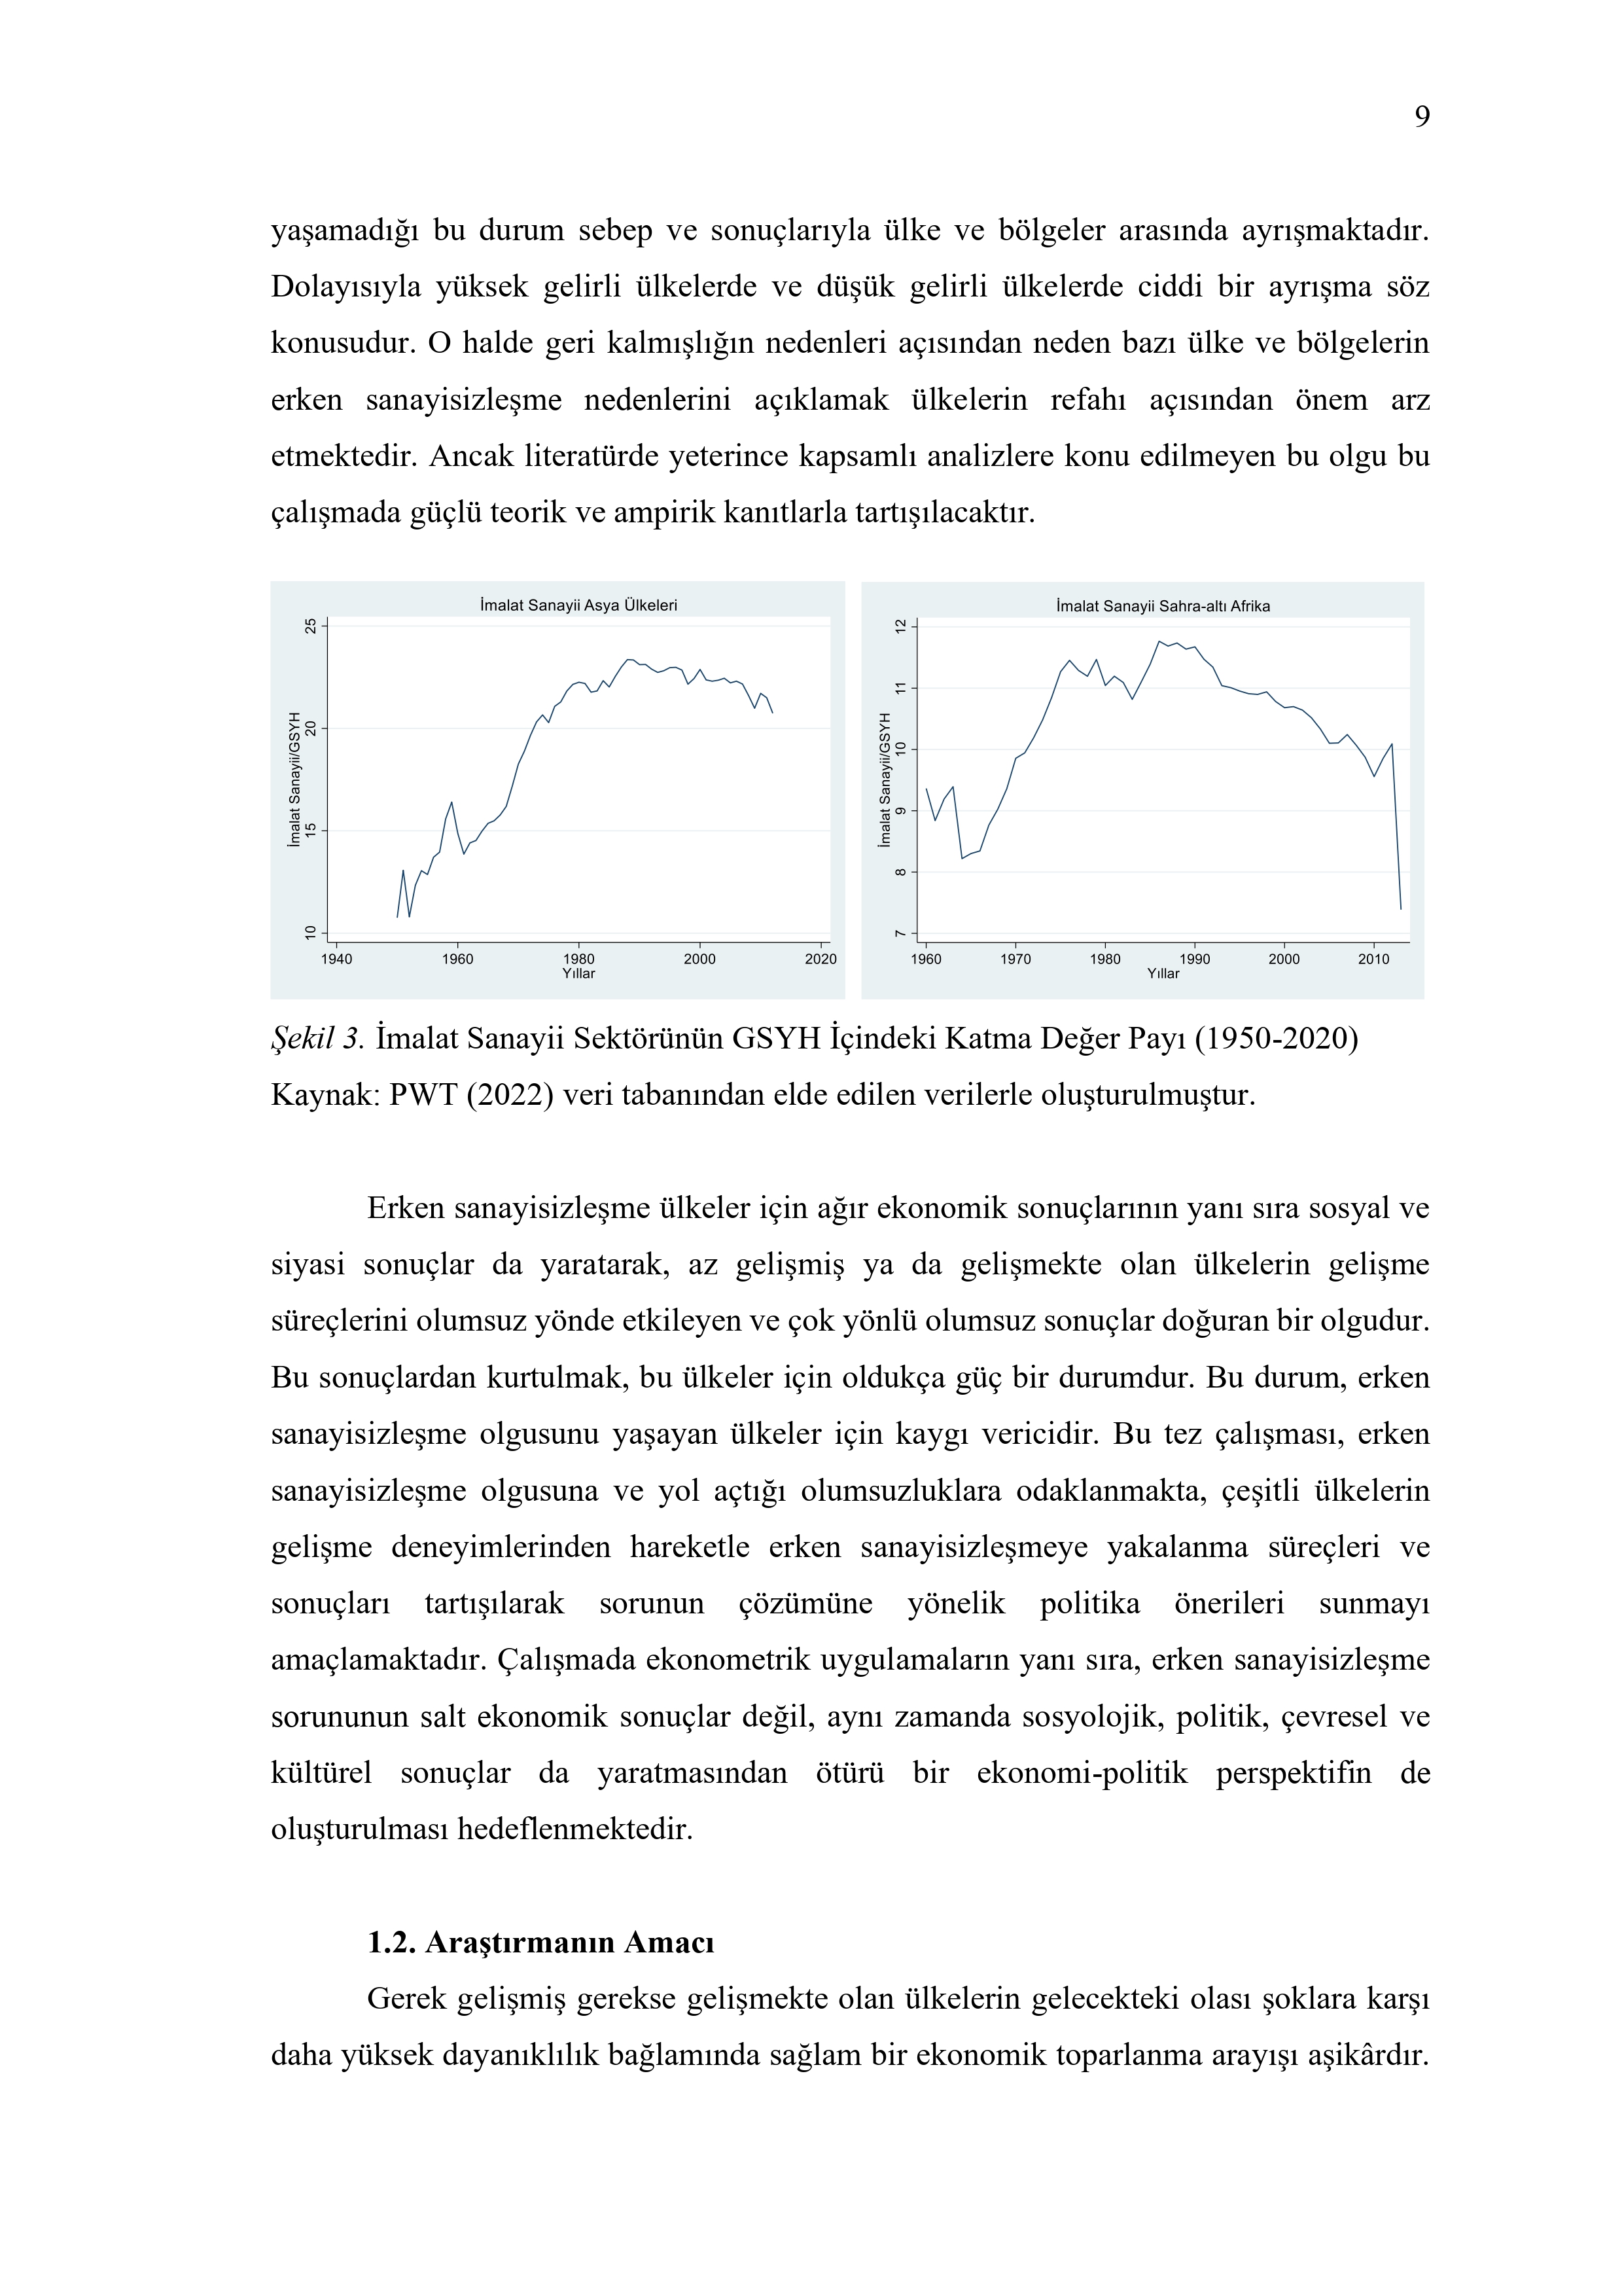 9
yaşamadığı bu durum sebep ve sonuçlarıyla ülke ve bölgeler arasında ayrışmaktadır.
Dolayısıyla yüksek gelirli ülkelerde ve düşük gelirli ülkelerde ciddi bir ayrışma söz
konusudur. O halde geri kalmışlığın nedenleri açısından neden bazı ülke ve bölgelerin
erken sanayisizleşme nedenlerini açıklamak ülkelerin refahı açısından önem arz
etmektedir. Ancak literatürde yeterince kapsamlı analizlere konu edilmeyen bu olgu bu
çalışmada güçlü teorik ve ampirik kanıtlarla tartışılacaktır.
İmalat Sanayii Asya Ülkeleri
İmalat Sanayii/GSYH
25
20
15
10
1940 1960 1980 2000 2020
Yıllar
İmalat Sanayii Sahra-altı Afrika
İmalat Sanayii/GSYH
12
11
10
9
8
7
1960 1970 1980 1990 2000 2010
Yıllar
Şekil 3. İmalat Sanayii Sektörünün GSYH İçindeki Katma Değer Payı (1950-2020)
Kaynak: PWT (2022) veri tabanından elde edilen verilerle oluşturulmuştur.
Erken sanayisizleşme ülkeler için ağır ekonomik sonuçlarının yanı sıra sosyal ve
siyasi sonuçlar da yaratarak, az gelişmiş ya da gelişmekte olan ülkelerin gelişme
süreçlerini olumsuz yönde etkileyen ve çok yönlü olumsuz sonuçlar doğuran bir olgudur.
Bu sonuçlardan kurtulmak, bu ülkeler için oldukça güç bir durumdur. Bu durum, erken
sanayisizleşme olgusunu yaşayan ülkeler için kaygı vericidir. Bu tez çalışması, erken
sanayisizleşme olgusuna ve yol açtığı olumsuzluklara odaklanmakta, çeşitli ülkelerin
gelişme deneyimlerinden hareketle erken sanayisizleşmeye yakalanma süreçleri ve
sonuçları tartışılarak sorunun çözümüne yönelik politika önerileri sunmayı
amaçlamaktadır. Çalışmada ekonometrik uygulamaların yanı sıra, erken sanayisizleşme
sorununun salt ekonomik sonuçlar değil, aynı zamanda sosyolojik, politik, çevresel ve
kültürel sonuçlar da yaratmasından ötürü bir ekonomi-politik perspektifin de
oluşturulması hedeflenmektedir.
1.2. Araştırmanın Amacı
Gerek gelişmiş gerekse gelişmekte olan ülkelerin gelecekteki olası şoklara karşı
daha yüksek dayanıklılık bağlamında sağlam bir ekonomik toparlanma arayışı aşikârdır.